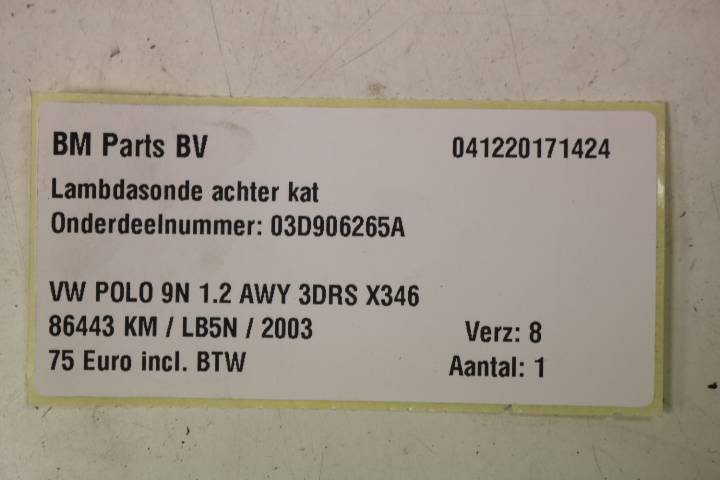 BM Parts BV 041220171424
Lambdasonde achter kat
Onderdeelnummer: 03D906265A
VW POLO 9N 1.2 AWY 3DRS X346
86443 KM / LB5N / 2003 Verz: 8
75 Euro incl. BTW Aantal: 1